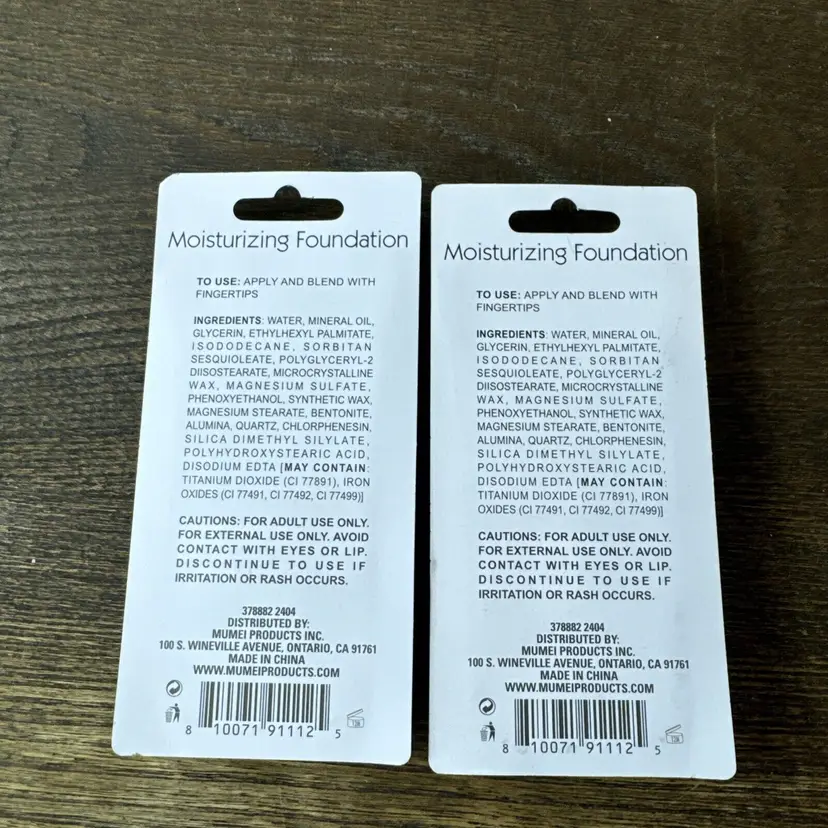 Moisturizing Foundation
TO USE: APPLY AND BLEND WITH
FINGERTIPS
INGREDIENTS: WATER, MINERAL OIL,
GLYCERIN, ETHYLHEXYL PALMITATE,
ISODODECANE, SORBITAN
SESQUIOLEATE, POLYGLYCERYL-2
DIISOSTEARATE, MICROCRYSTALLINE
WAX, MAGNESIUM SULFATE,
PHENOXYETHANOL, SYNTHETIC WAX,
MAGNESIUM STEARATE, BENTONITE,
ALUMINA, QUARTZ, CHLORPHENESIN,
SILICA DIMETHYL SILYLATE,
POLYHYDROXYSTEARIC ACID,
DISODIUM EDTA [MAY CONTAIN:
TITANIUM DIOXIDE (CI 77891), IRON
OXIDES (CI 77491, CI 77492, CI 77499)]
CAUTIONS: FOR ADULT USE ONLY.
FOR EXTERNAL USE ONLY. AVOID
CONTACT WITH EYES OR LIP.
DISCONTINUE TO USE IF
IRRITATION OR RASH OCCURS.
378882 2404
DISTRIBUTED BY:
MUMEI PRODUCTS INC.
100 S. WINEVILLE AVENUE, ONTARIO, CA 91761
MADE IN CHINA
WWW.MUMEIPRODUCTS.COM
8 10071 91112 5
Moisturizing Foundation
TO USE: APPLY AND BLEND WITH
FINGERTIPS
INGREDIENTS: WATER, MINERAL OIL,
GLYCERIN, ETHYLHEXYL PALMITATE,
ISODODECANE, SORBITAN
SESQUIOLEATE, POLYGLYCERYL-2
DIISOSTEARATE, MICROCRYSTALLINE
WAX, MAGNESIUM SULFATE,
PHENOXYETHANOL, SYNTHETIC WAX,
MAGNESIUM STEARATE, BENTONITE,
ALUMINA, QUARTZ, CHLORPHENESIN,
SILICA DIMETHYL SILYLATE,
POLYHYDROXYSTEARIC ACID,
DISODIUM EDTA [MAY CONTAIN:
TITANIUM DIOXIDE (CI 77891), IRON
OXIDES (CI 77491, CI 77492, CI 77499)]
CAUTIONS: FOR ADULT USE ONLY.
FOR EXTERNAL USE ONLY. AVOID
CONTACT WITH EYES OR LIP.
DISCONTINUE TO USE IF
IRRITATION OR RASH OCCURS.
378882 2404
DISTRIBUTED BY:
MUMEI PRODUCTS INC.
100 S. WINEVILLE AVENUE, ONTARIO, CA 91761
MADE IN CHINA
WWW.MUMEIPRODUCTS.COM
8 10071 91112 5